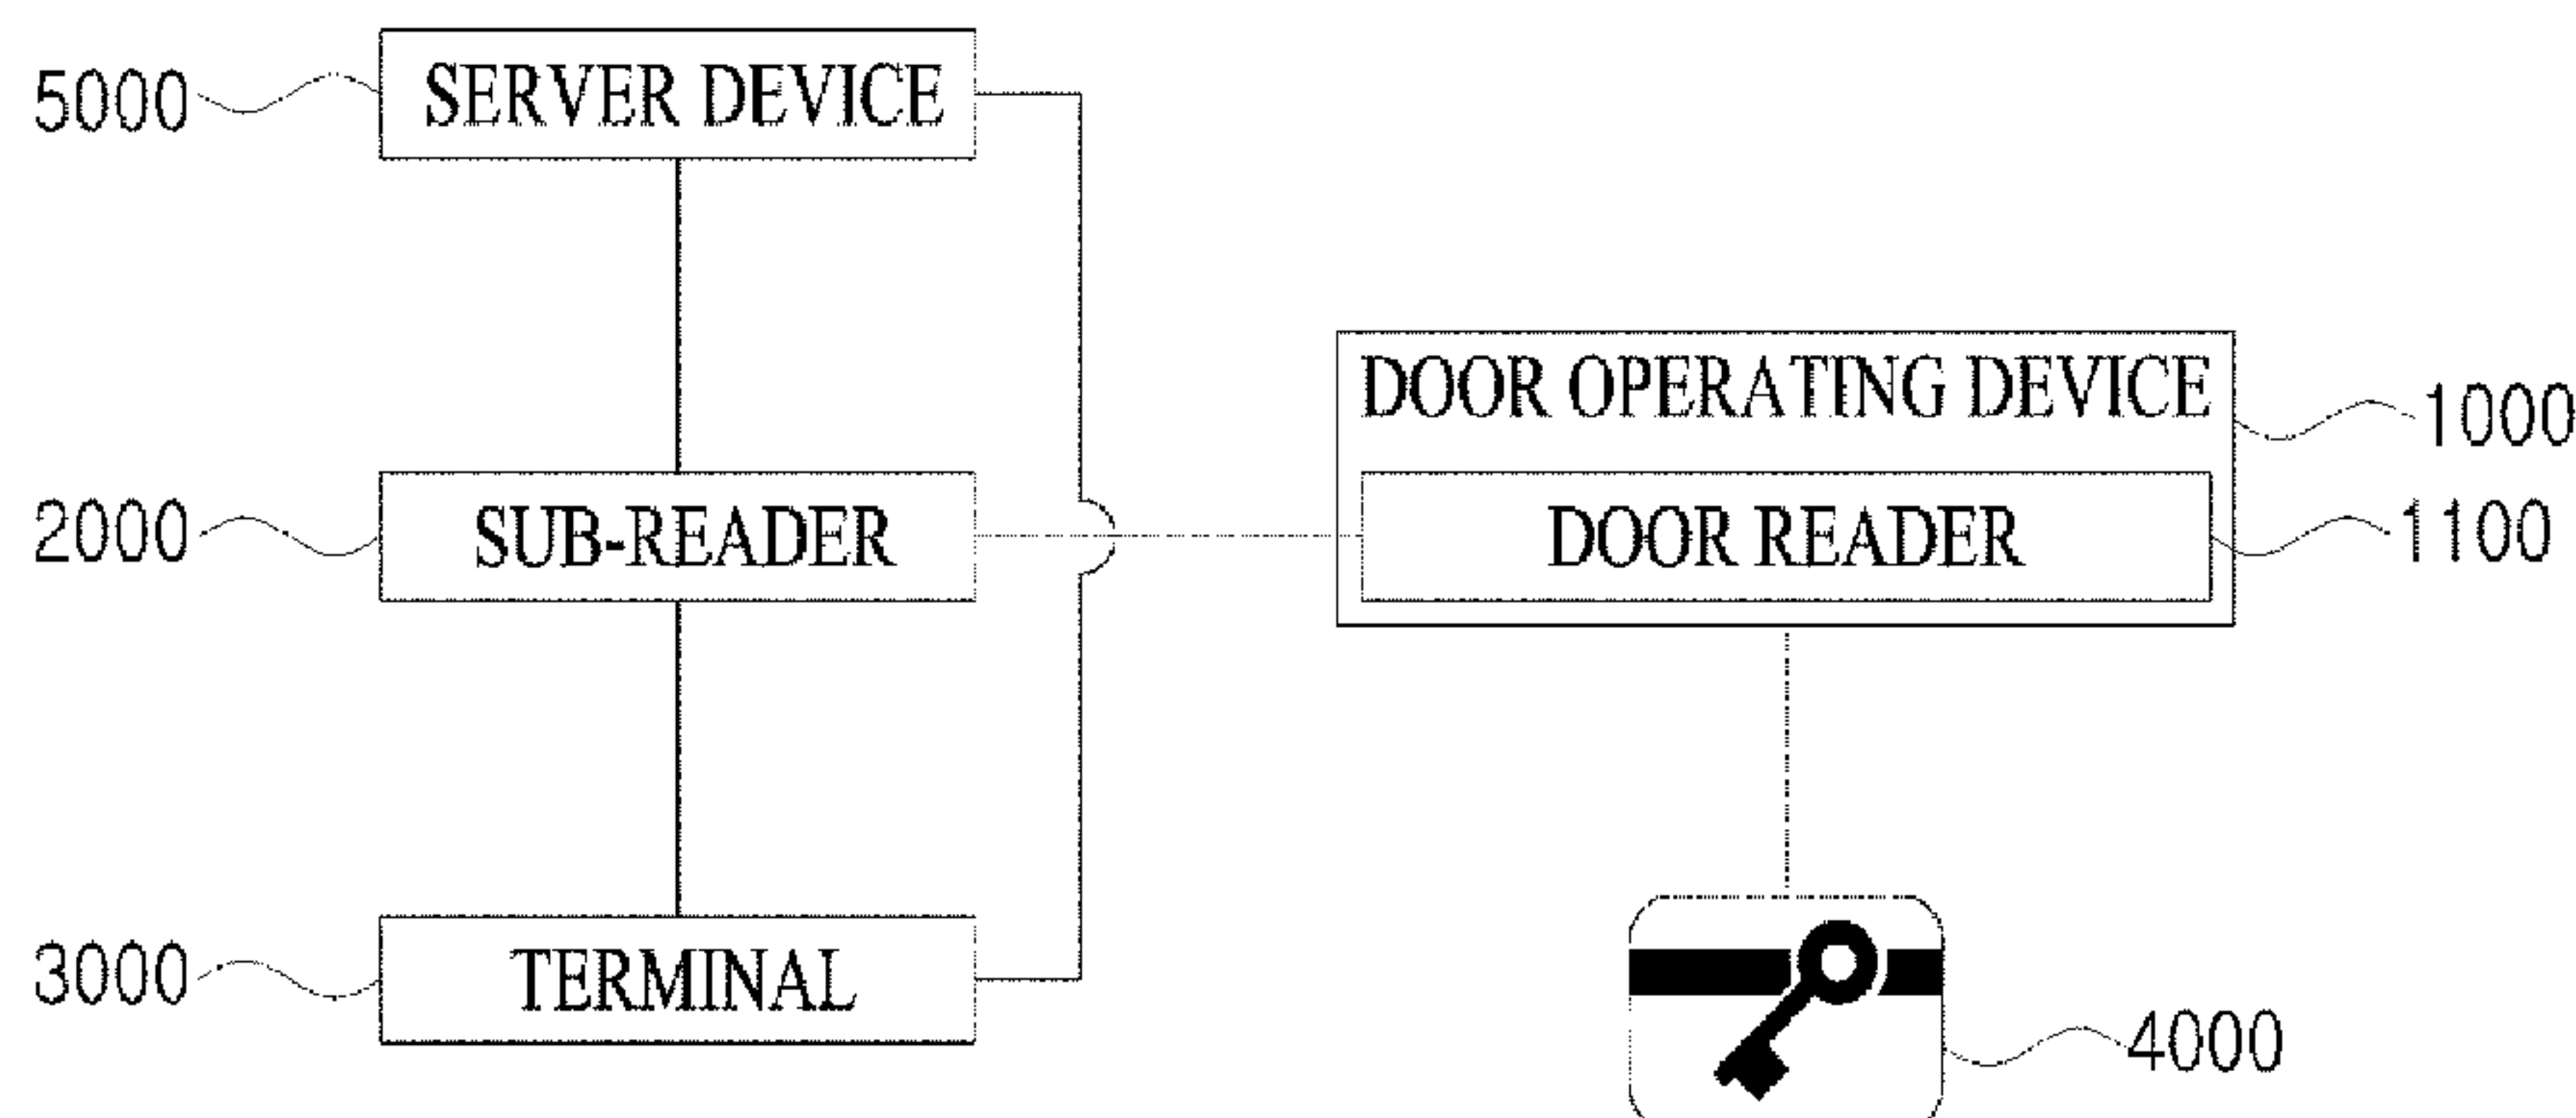 5000
SERVER DEVICE
DOOR OPERATING DEVICE
1000
2000
SUB-READER
DOOR READER
1100
3000
TERMINAL
4000